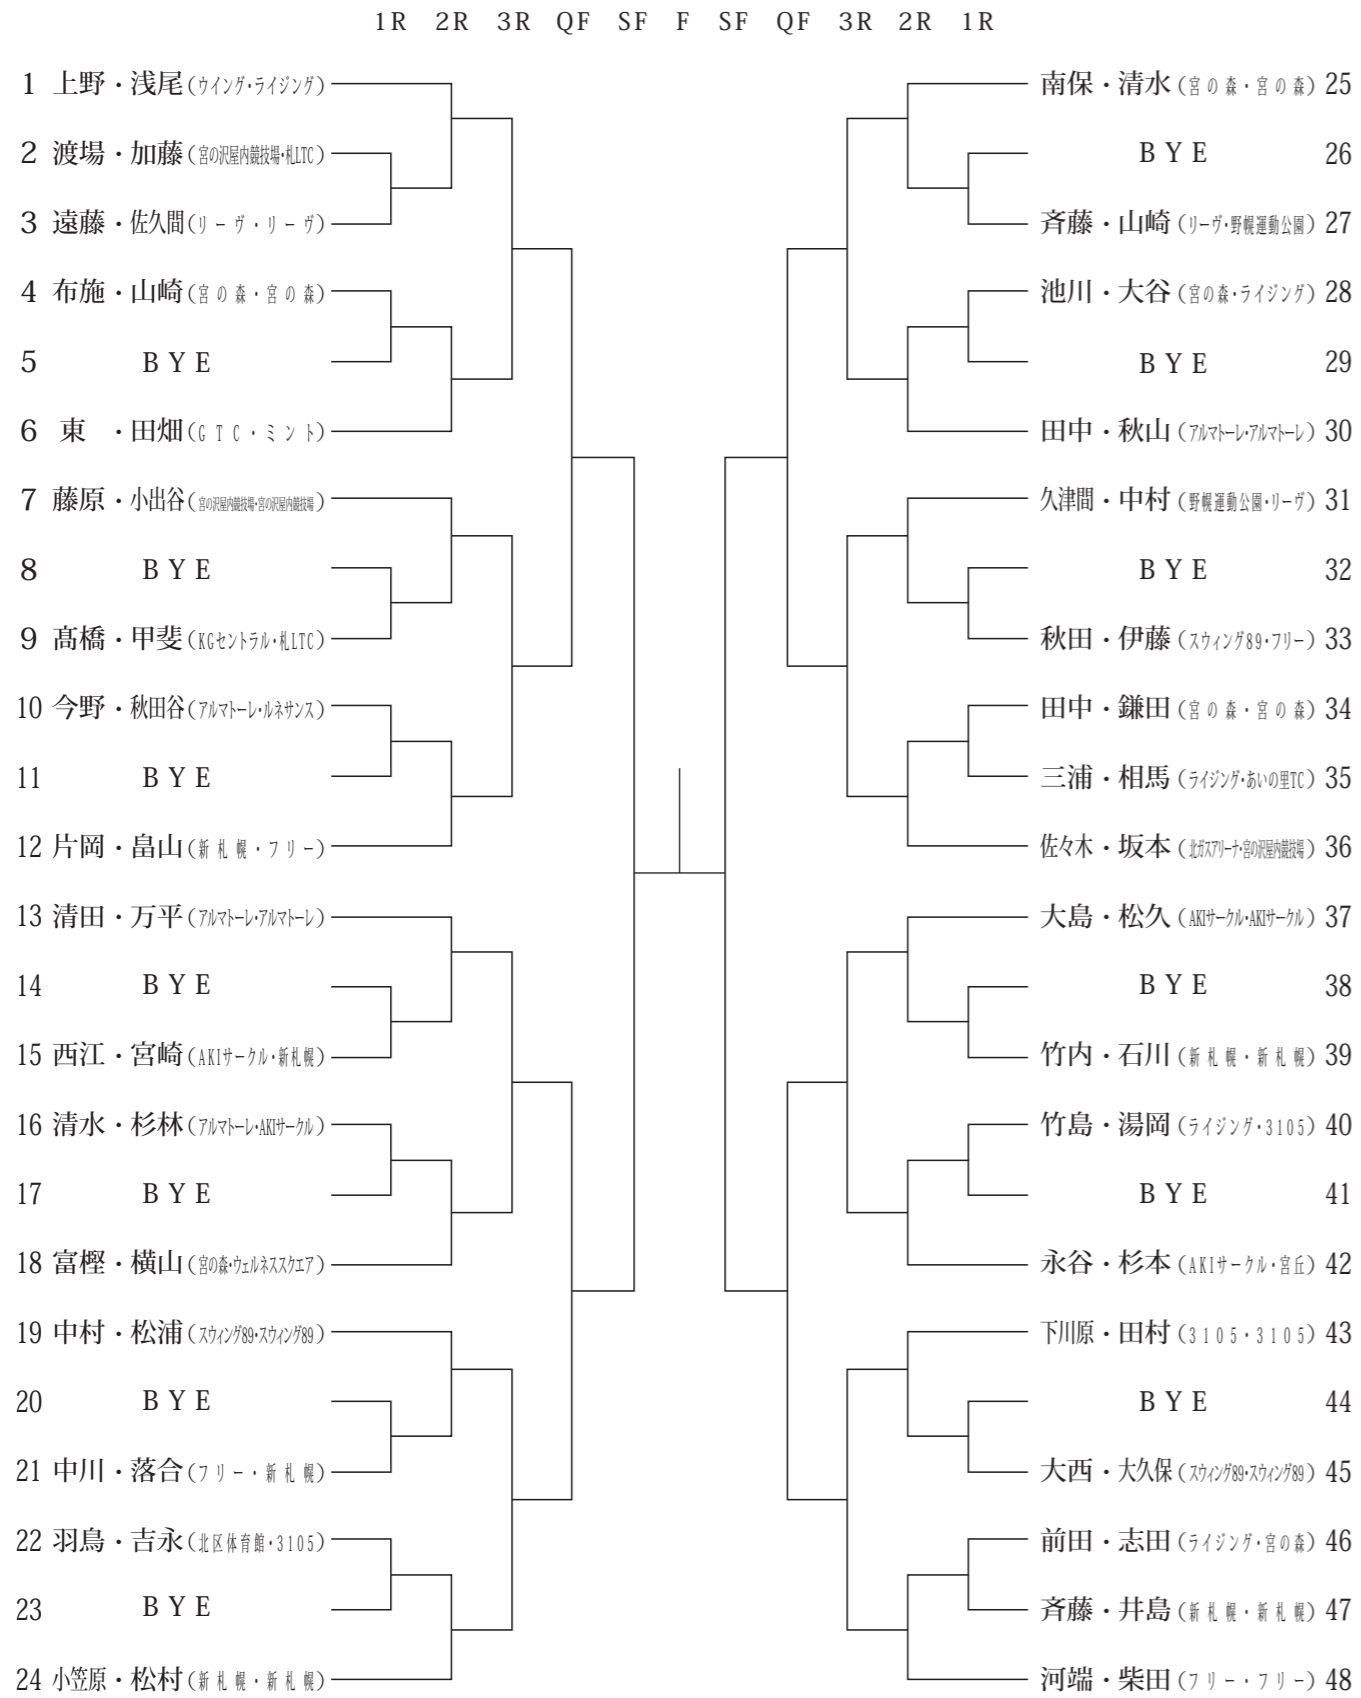 1R 2R 3R QF SF F SF QF 3R 2R 1R
1 上野・浅尾(ウイング・ライジング)
2 渡場・加藤(宮の沢屋内競技場・札LTC)
3 遠藤・佐久間(リーヴ・リーヴ)
4 布施・山崎(宮の森・宮の森)
5 BYE
6 東 ・田畑(GTC・ミント)
7 藤原・小出谷(宮の沢屋内競技場・宮の沢屋内競技場)
8 BYE
9 髙橋・甲斐(KGセントラル・札LTC)
10 今野・秋田谷(アルマトーレ・ルネサンス)
11 BYE
12 片岡・畠山(新札幌・フリー)
13 清田・万平(アルマトーレ・アルマトーレ)
14 BYE
15 西江・宮崎(AKIサークル・新札幌)
16 清水・杉林(アルマトーレ・AKIサークル)
17 BYE
18 富樫・横山(宮の森・ウェルネススクエア)
19 中村・松浦(スウィング89・スウィング89)
20 BYE
21 中川・落合(フリー・新札幌)
22 羽鳥・吉永(北区体育館・3105)
23 BYE
24 小笠原・松村(新札幌・新札幌)
南保・清水(宮の森・宮の森) 25
BYE 26
斉藤・山崎(リーヴ・野幌運動公園) 27
池川・大谷(宮の森・ライジング) 28
BYE 29
田中・秋山(アルマトーレ・アルマトーレ) 30
久津間・中村(野幌運動公園・リーヴ) 31
BYE 32
秋田・伊藤(スウィング89・フリー) 33
田中・鎌田(宮の森・宮の森) 34
三浦・相馬(ライジング・あいの里TC) 35
佐々木・坂本(北ガスアリーナ・宮の沢屋内競技場) 36
大島・松久(AKIサークル・AKIサークル) 37
BYE 38
竹内・石川(新札幌・新札幌) 39
竹島・湯岡(ライジング・3105) 40
BYE 41
永谷・杉本(AKIサークル・宮丘) 42
下川原・田村(3105・3105) 43
BYE 44
大西・大久保(スウィング89・スウィング89) 45
前田・志田(ライジング・宮の森) 46
斉藤・井島(新札幌・新札幌) 47
河端・柴田(フリー・フリー) 48